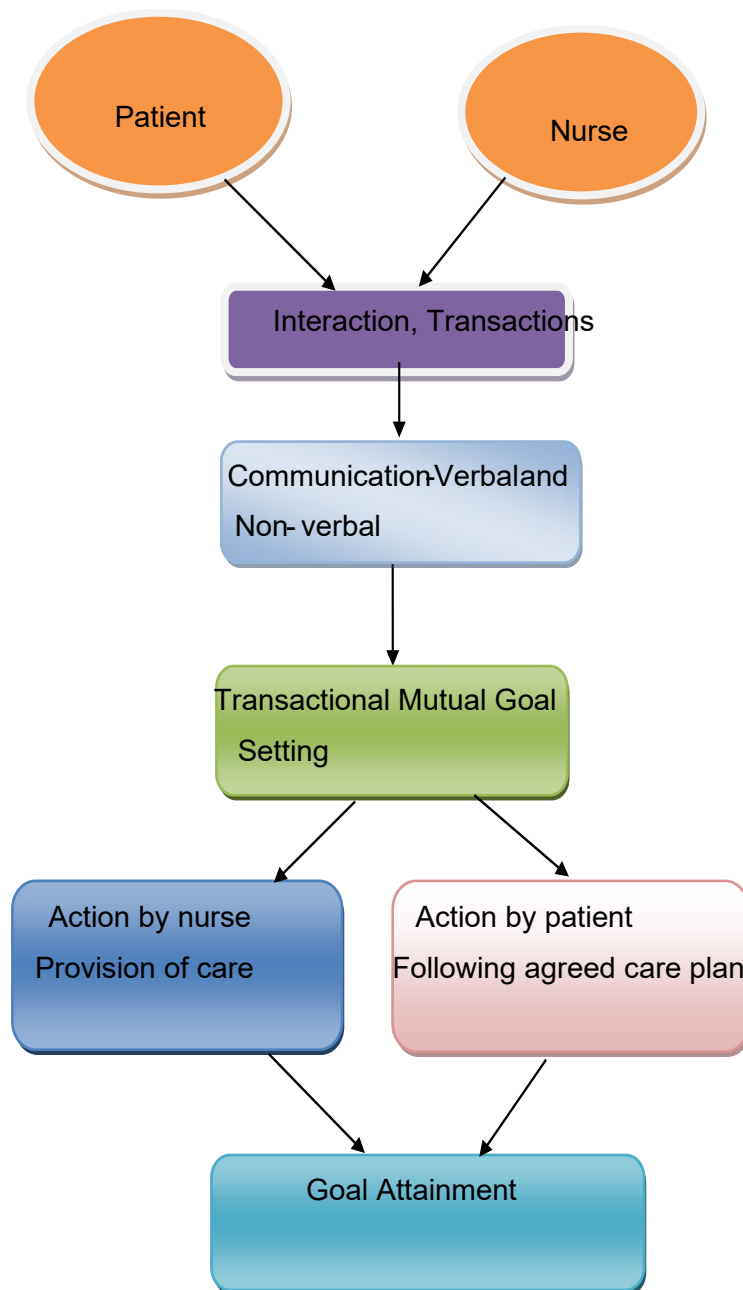 Patient
Nurse
Interaction, Transactions
Communication-Verbaland
Non- verbal
Transactional Mutual Goal
Setting
Action by nurse
Provision of care
Action by patient
Following agreed care plan
Goal Attainment